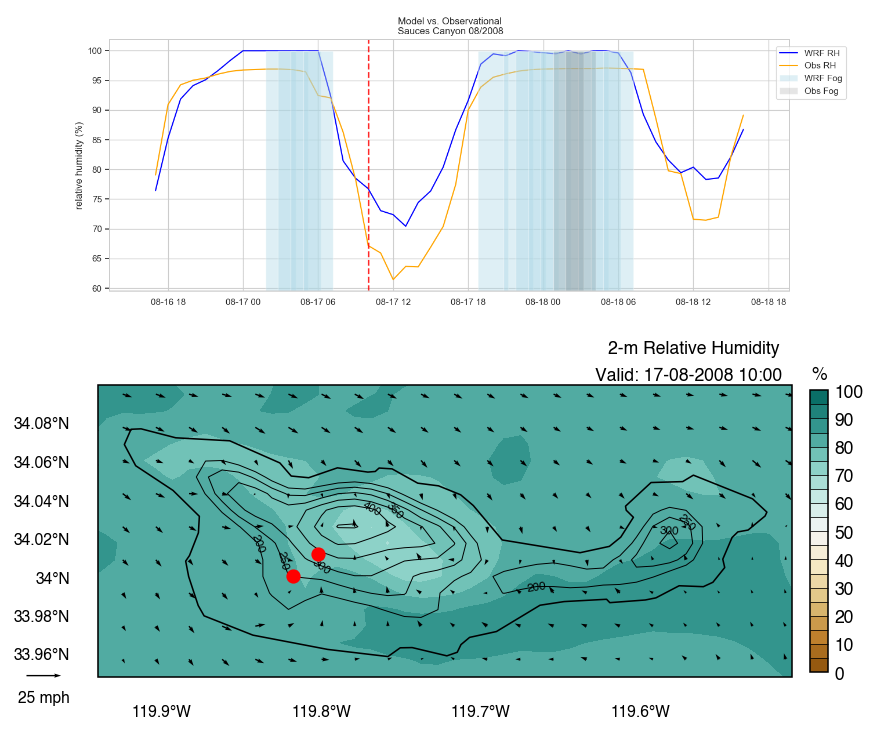 Model vs. Observational
Sauces Canyon 08/2008
relative humidity (%)
100
95
90
85
80
75
70
65
60
08-16 18
08-17 00
08-17 06
08-17 12
08-17 18
08-18 00
08-18 06
08-18 12
08-18 18
WRF RH
Obs RH
WRF Fog
Obs Fog
2-m Relative Humidity
Valid: 17-08-2008 10:00
%
34.08°N
34.06°N
34.04°N
34.02°N
34°N
33.98°N
33.96°N
25 mph
119.9°W
119.8°W
119.7°W
119.6°W
100
90
80
70
60
50
40
30
20
10
0
400
200
250
300
250
200